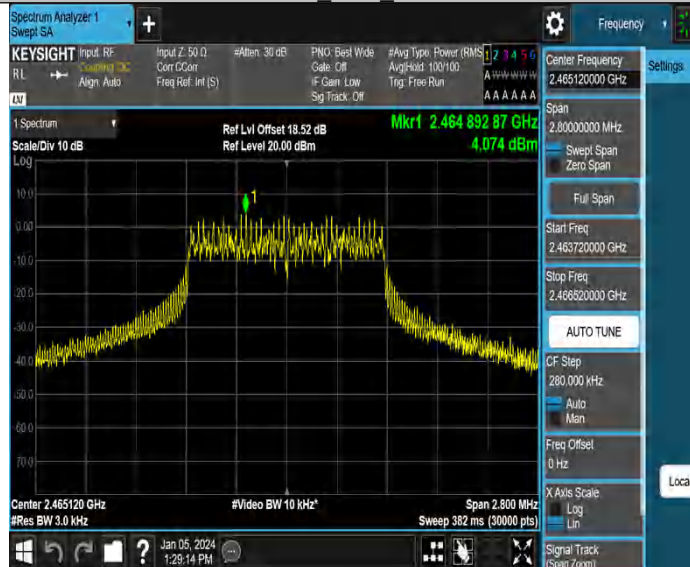 Spectrum Analyzer 1
Swept SA
+
Frequency
KEYSIGHT
RL
LXI
Input: RF
Coupling: DC
Align: Auto
Input Z: 50 Ω
Corr CCorr
Freq Ref: Int (S)
#Atten: 30 dB
PNO: Best Wide
Gate: Off
IF Gain: Low
Sig Track: Off
#Avg Type: Power (RMS
Avg|Hold: 100/100
Trig: Free Run
1 2 3 4 5 6
A W W W W W
A A A A A A
1 Spectrum
Scale/Div 10 dB
Log
Ref Lvl Offset 18.52 dB
Ref Level 20.00 dBm
Mkr1 2.464 892 87 GHz
4.074 dBm
1
10.0
0.00
-10.0
-20.0
-30.0
-40.0
-50.0
-60.0
-70.0
Center 2.465120 GHz
#Res BW 3.0 kHz
#Video BW 10 kHz*
Span 2.800 MHz
Sweep 382 ms (30000 pts)
?
Jan 05, 2024
1:29:14 PM
Center Frequency
2.465120000 GHz
Settings
Span
2.80000000 MHz
Swept Span
Zero Span
Full Span
Start Freq
2.463720000 GHz
Stop Freq
2.466520000 GHz
AUTO TUNE
CF Step
280.000 kHz
Auto
Man
Freq Offset
0 Hz
X Axis Scale
Log
Lin
Loca
Signal Track
(Span Zoom)